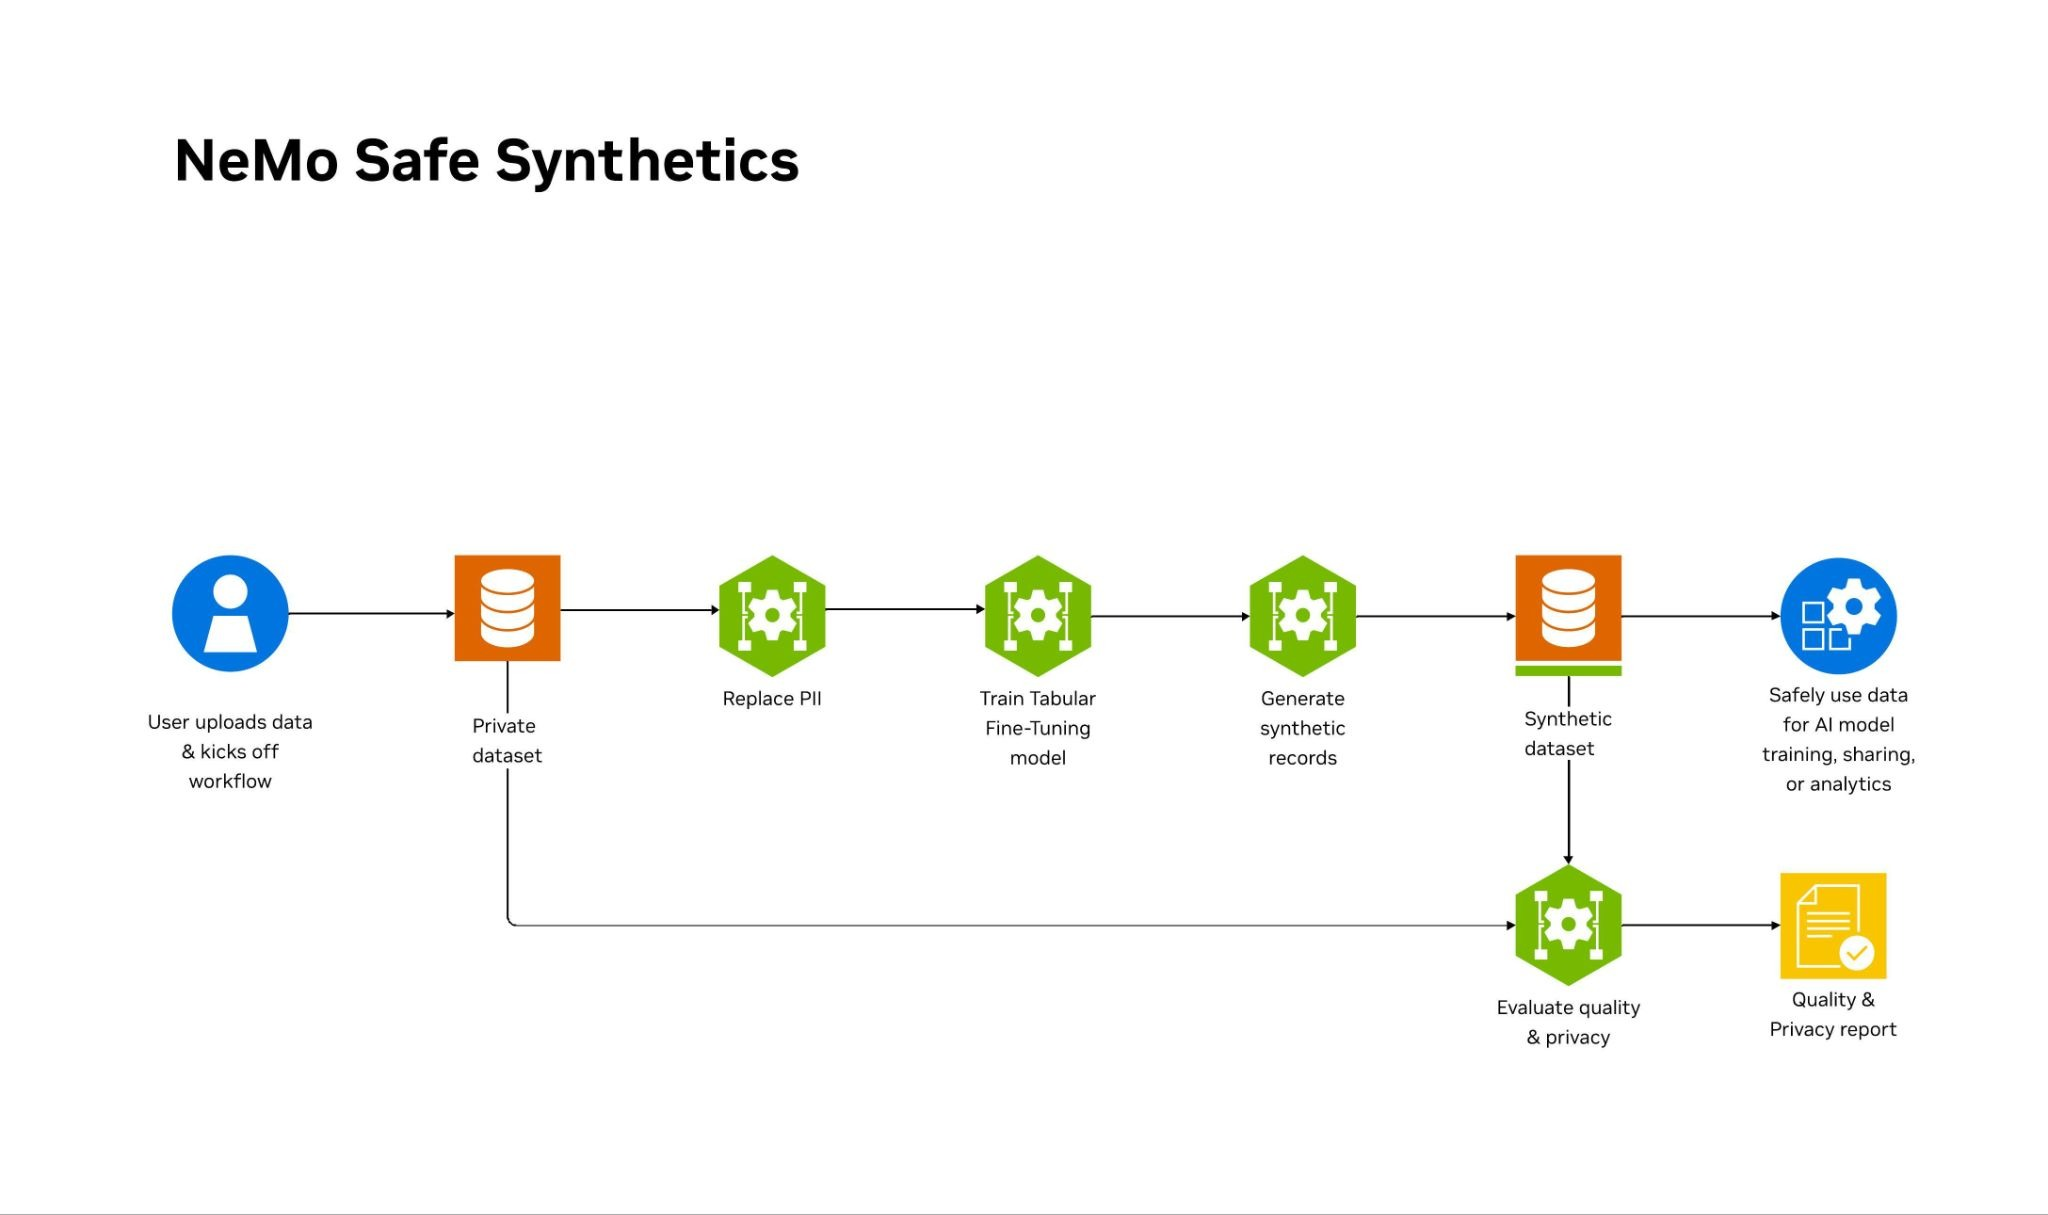 NeMo Safe Synthetics
User uploads data
& kicks off
workflow
Private
dataset
Replace PII
Train Tabular
Fine-Tuning
model
Generate
synthetic
records
Synthetic
dataset
Safely use data
for AI model
training, sharing,
or analytics
Evaluate quality
& privacy
Quality &
Privacy report